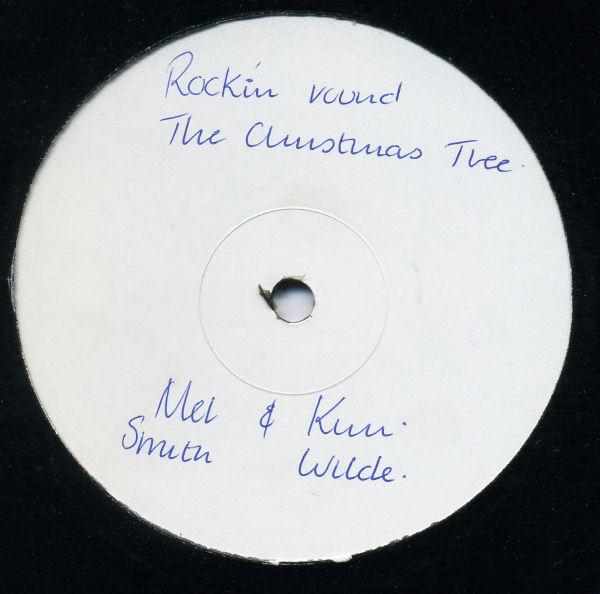 Rockin round
The Christmas Tree.
Mel & Kim.
Smith Wilde.